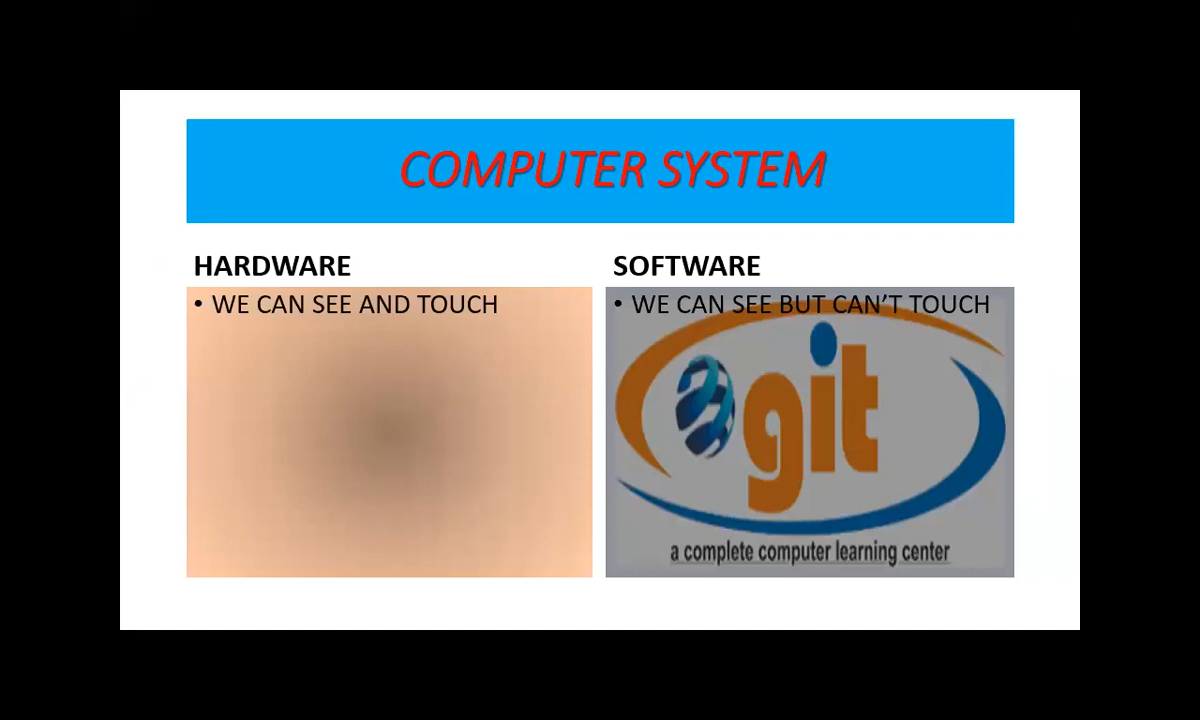 COMPUTER SYSTEM
HARDWARE
• WE CAN SEE AND TOUCH
SOFTWARE
• WE CAN SEE BUT CAN'T TOUCH
git
a complete computer learning center